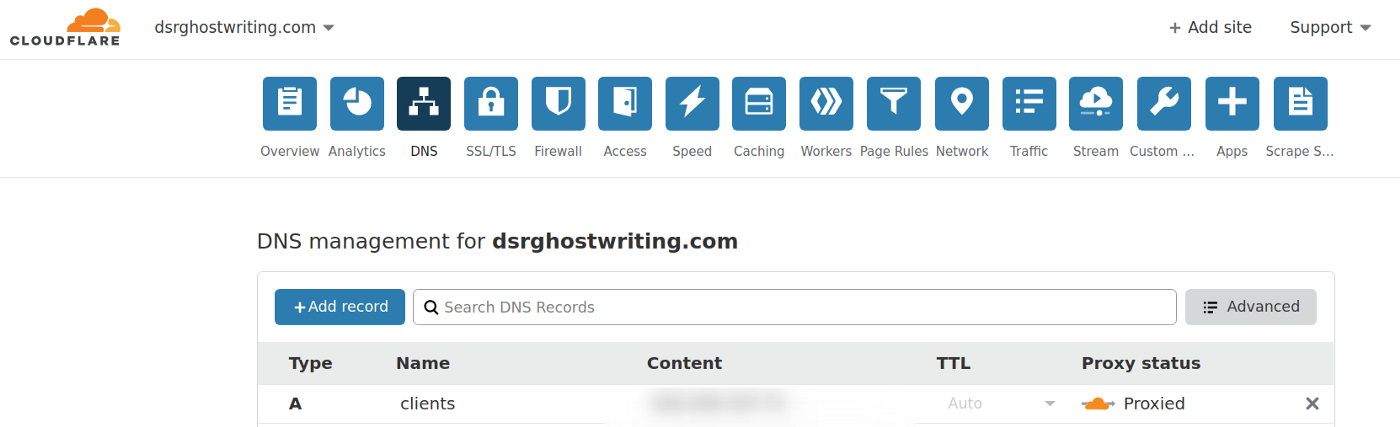 CLOUDFLARE
dsrghostwriting.com
+ Add site
Support
Overview Analytics DNS SSL/TLS Firewall Access Speed Caching Workers Page Rules Network Traffic Stream Custom ... Apps Scrape S...
DNS management for dsrghostwriting.com
+Add record Search DNS Records Advanced
Type Name Content TTL Proxy status
A clients Auto Proxied